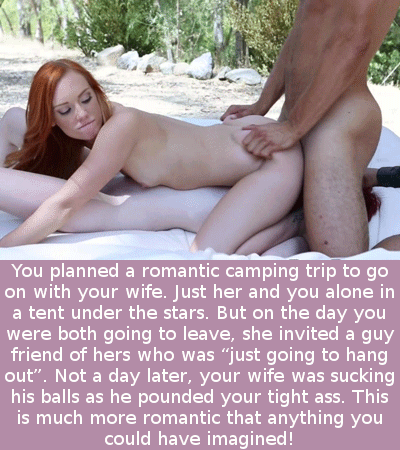 You planned a romantic camping trip to go
on with your wife. Just her and you alone in
a tent under the stars. But on the day you
were both going to leave, she invited a guy
friend of hers who was “just going to hang
out”. Not a day later, your wife was sucking
his balls as he pounded your tight ass. This
is much more romantic that anything you
could have imagined!